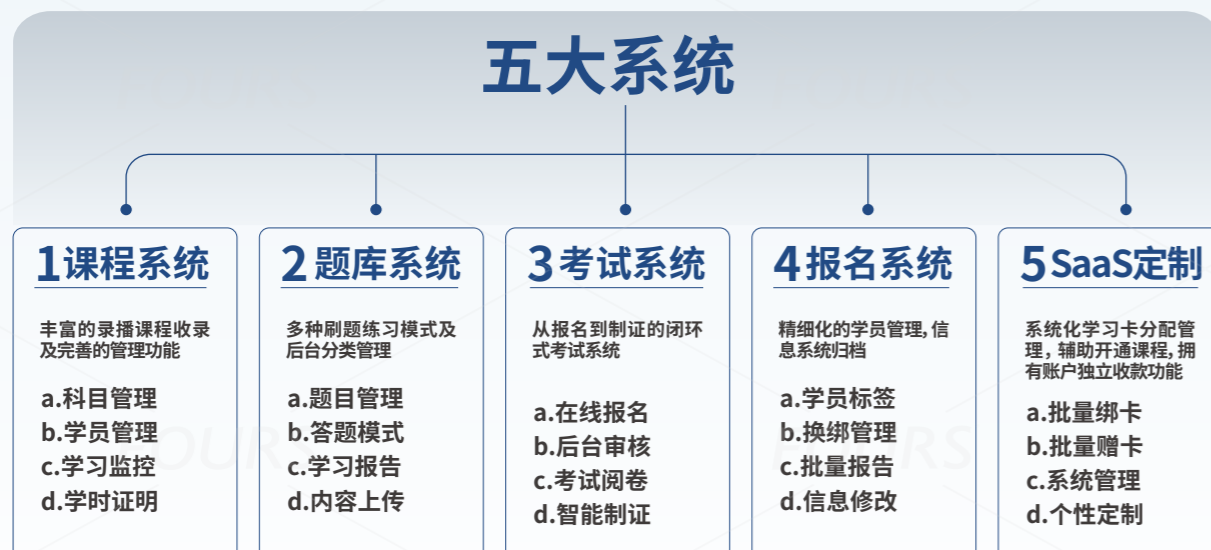 五大系统
1课程系统
丰富的录播课程收录
及完善的管理功能
a.科目管理
b.学员管理
c.学习监控
d.学时证明
2题库系统
多种刷题练习模式及
后台分类管理
a.题目管理
b.答题模式
c.学习报告
d.内容上传
3考试系统
从报名到制证的闭环
式考试系统
a.在线报名
b.后台审核
c.考试阅卷
d.智能制证
4报名系统
精细化的学员管理,信
息系统归档
a.学员标签
b.换绑管理
c.批量报告
d.信息修改
5SaaS定制
系统化学习卡分配管
理，辅助开通课程,拥
有账户独立收款功能
a.批量绑卡
b.批量赠卡
c.系统管理
d.个性定制